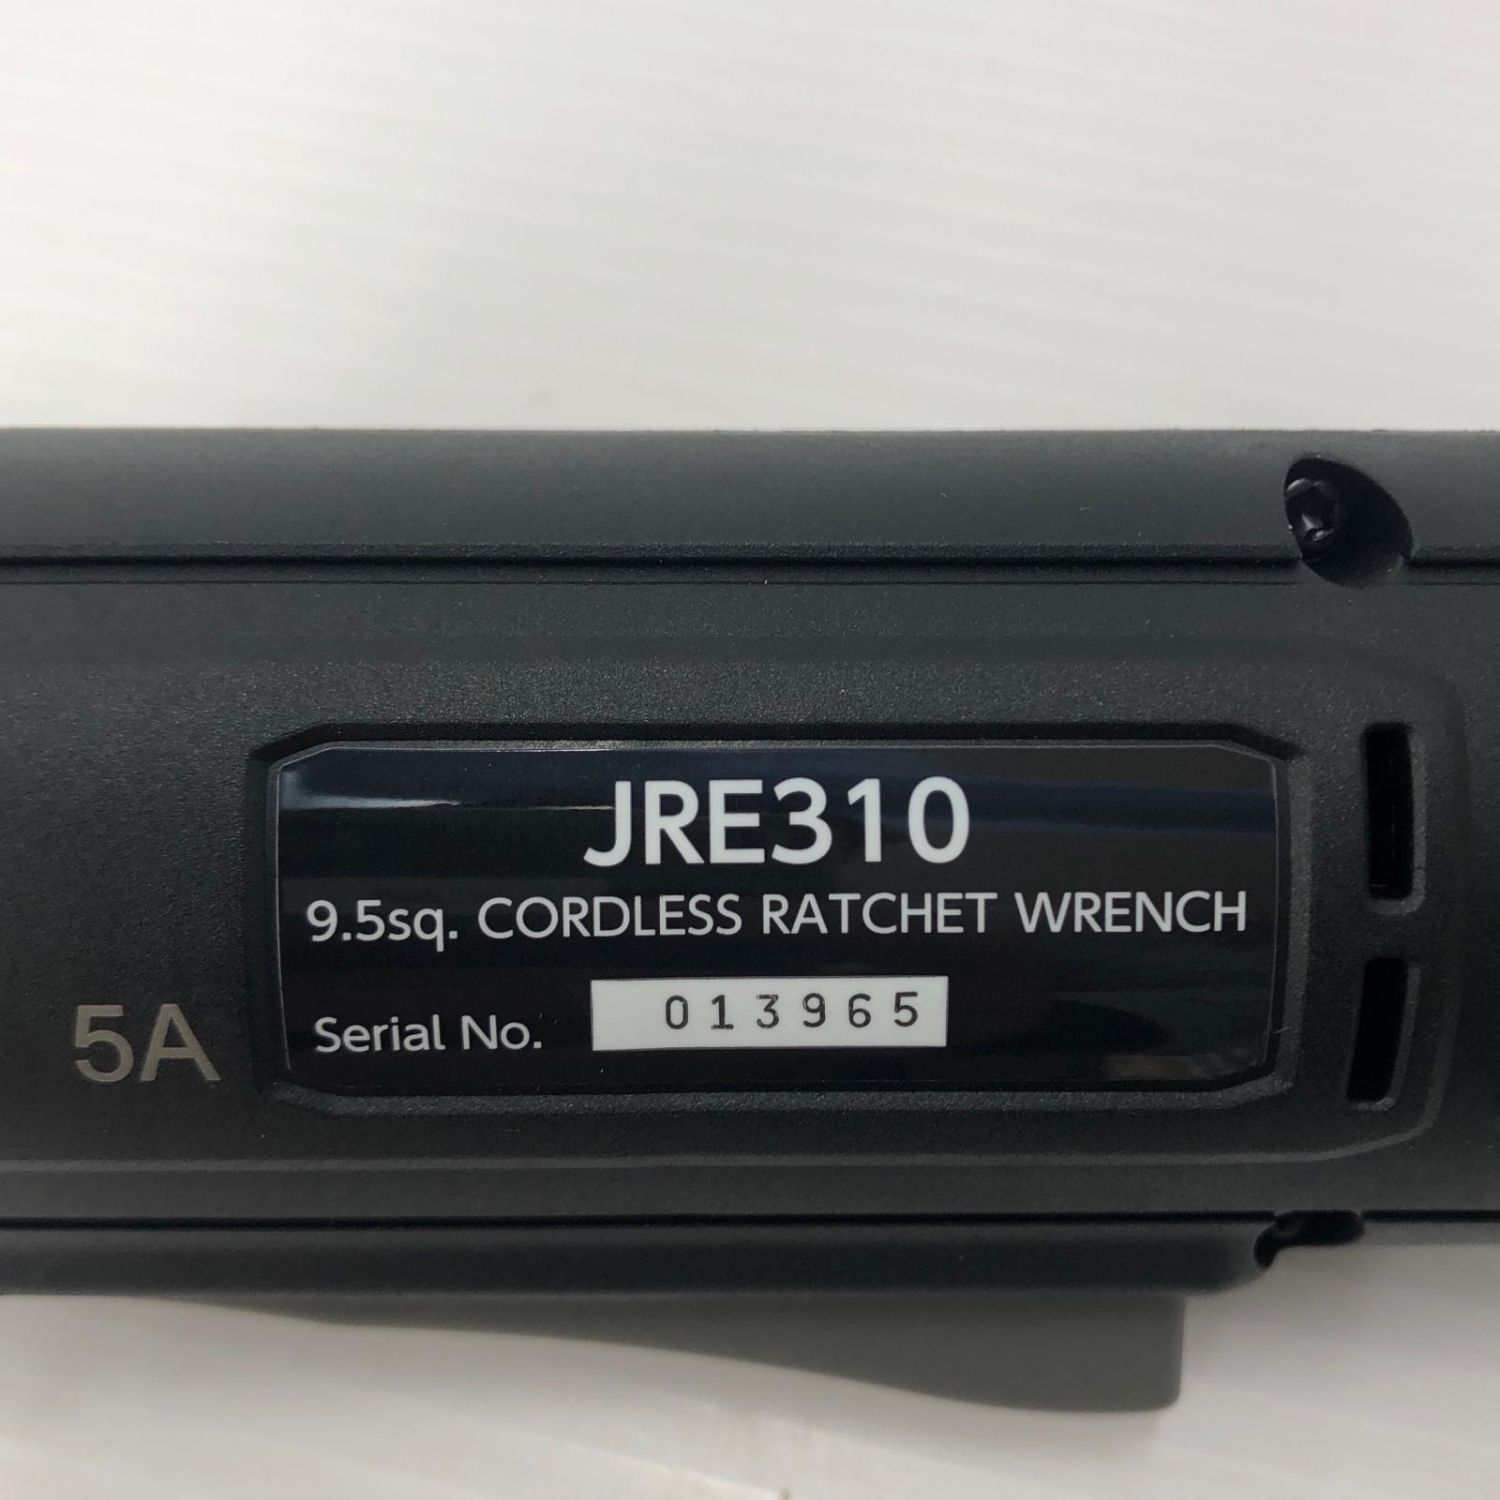 JRE310
9.5sq. CORDLESS RATCHET WRENCH
Serial No. 013965
5A